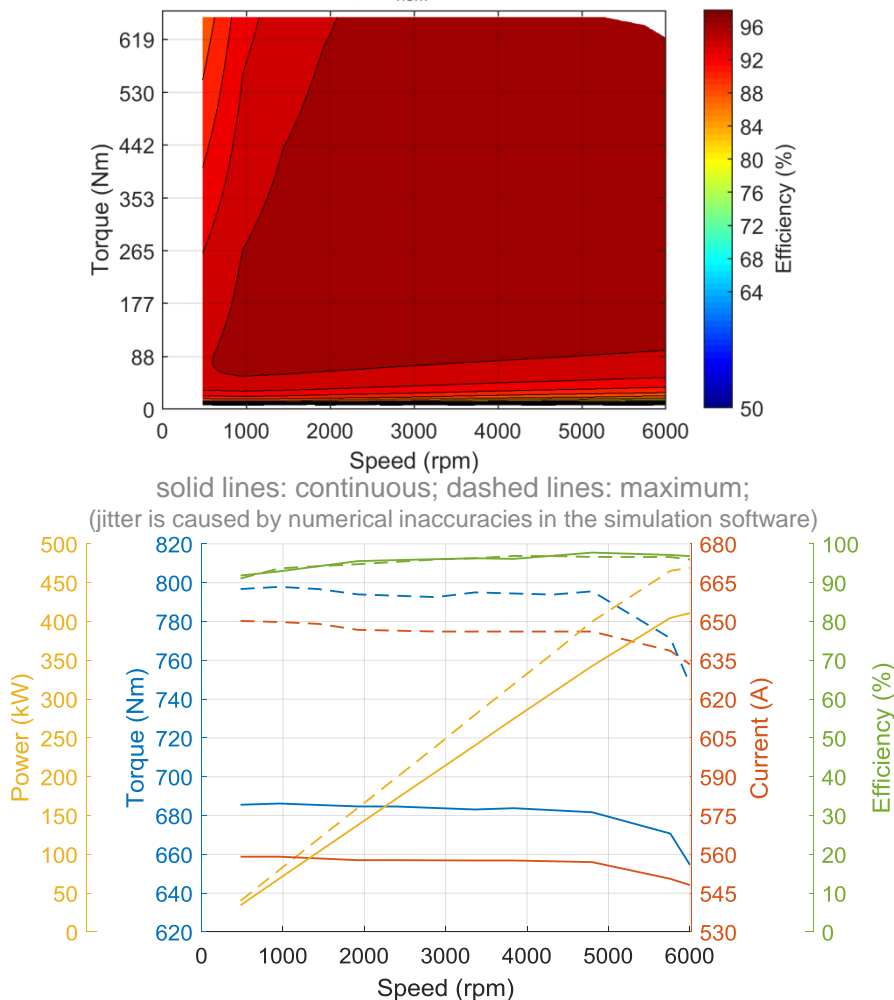 619
530
442
353
265
177
88
0
Torque (Nm)
0 1000 2000 3000 4000 5000 6000
Speed (rpm)
96
92
88
84
80
76
72
68
64
50
Efficiency (%)
solid lines: continuous; dashed lines: maximum;
(jitter is caused by numerical inaccuracies in the simulation software)
500 820 680 100
450 800 665 90
400 780 650 80
350 760 635 70
300 740 620 60
250 720 605 50
200 700 590 40
150 680 575 30
100 660 560 20
50 640 545 10
0 620 530 0
Power (kW)
Torque (Nm)
Current (A)
Efficiency (%)
0 1000 2000 3000 4000 5000 6000
Speed (rpm)